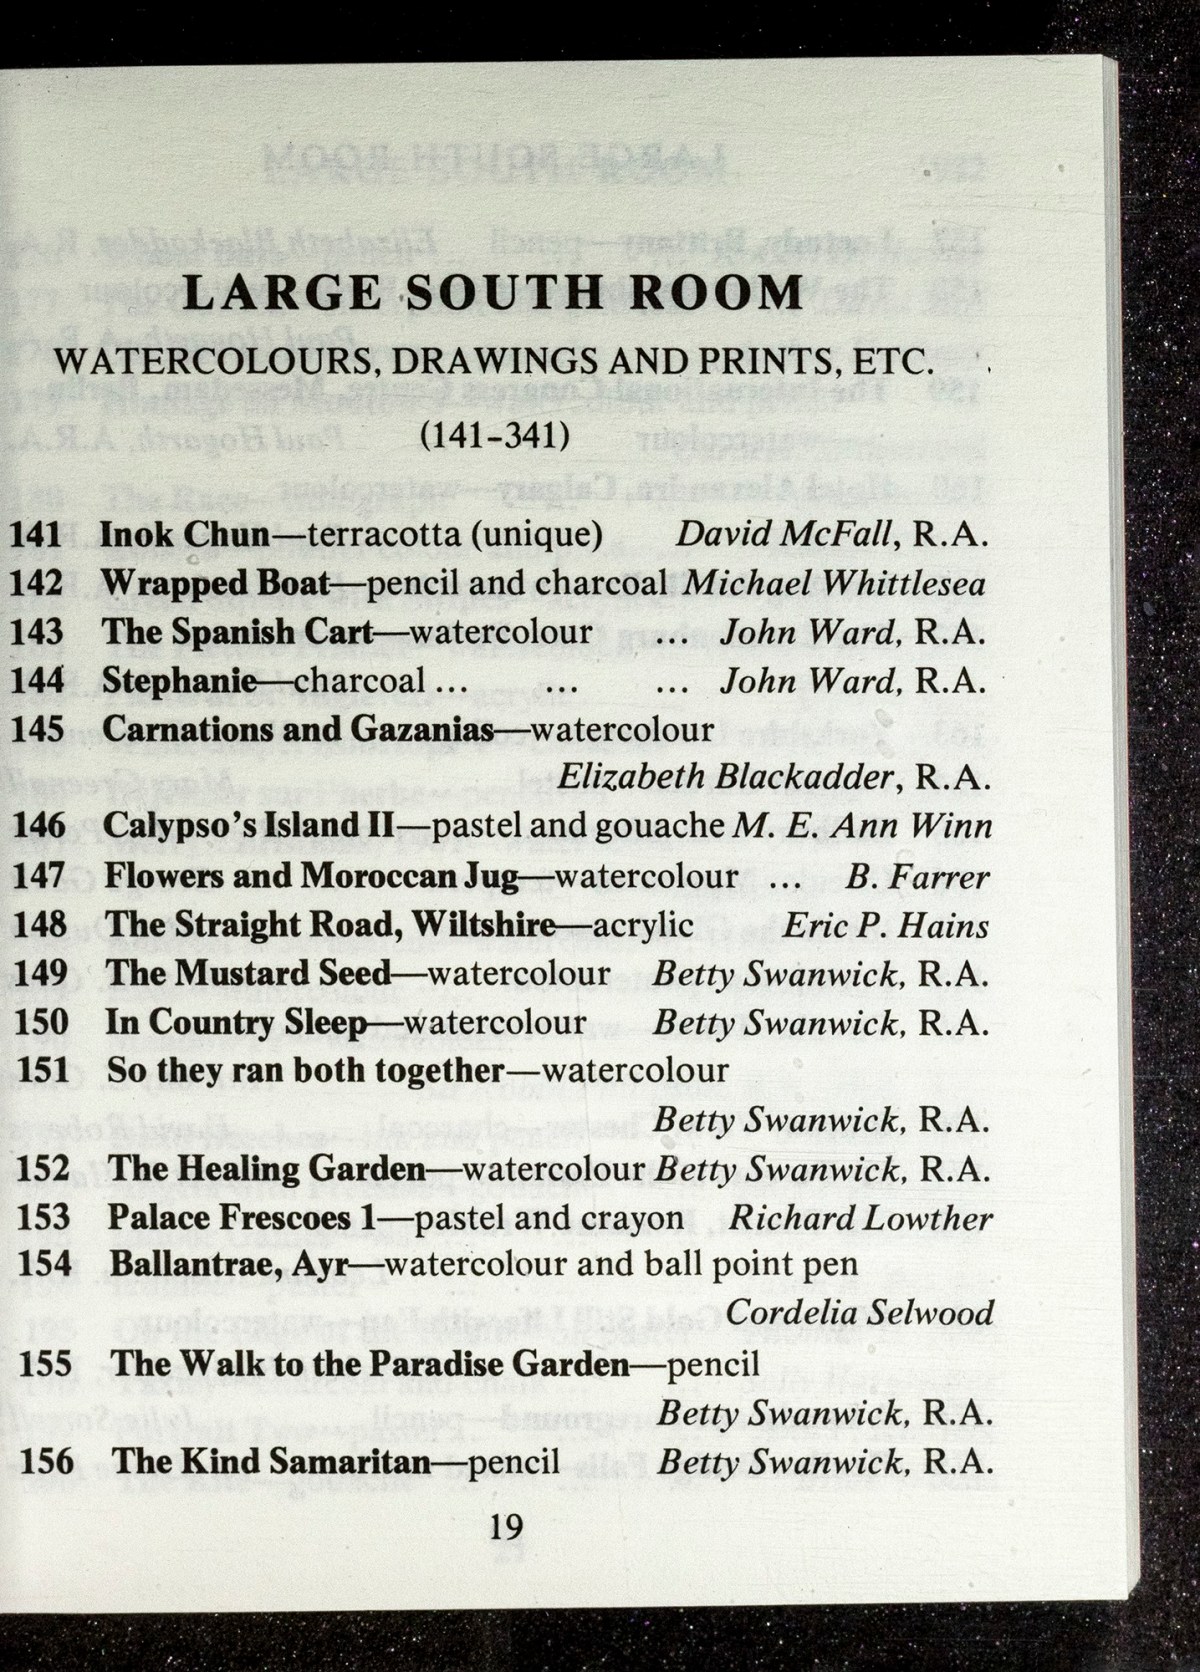 LARGE SOUTH ROOM
WATERCOLOURS, DRAWINGS AND PRINTS, ETC.
(141-341)
141 Inok Chun—terracotta (unique) David McFall, R.A.
142 Wrapped Boat—pencil and charcoal Michael Whittlesea
143 The Spanish Cart—watercolour ... John Ward, R.A.
144 Stephanie—charcoal ... ... ... John Ward, R.A.
145 Carnations and Gazanias—watercolour
Elizabeth Blackadder, R.A.
146 Calypso's Island II—pastel and gouache M. E. Ann Winn
147 Flowers and Moroccan Jug—watercolour ... B. Farrer
148 The Straight Road, Wiltshire—acrylic Eric P. Hains
149 The Mustard Seed—watercolour Betty Swanwick, R.A.
150 In Country Sleep—watercolour Betty Swanwick, R.A.
151 So they ran both together—watercolour
Betty Swanwick, R.A.
152 The Healing Garden—watercolour Betty Swanwick, R.A.
153 Palace Frescoes 1—pastel and crayon Richard Lowther
154 Ballantrae, Ayr—watercolour and ball point pen
Cordelia Selwood
155 The Walk to the Paradise Garden—pencil
Betty Swanwick, R.A.
156 The Kind Samaritan—pencil Betty Swanwick, R.A.
19